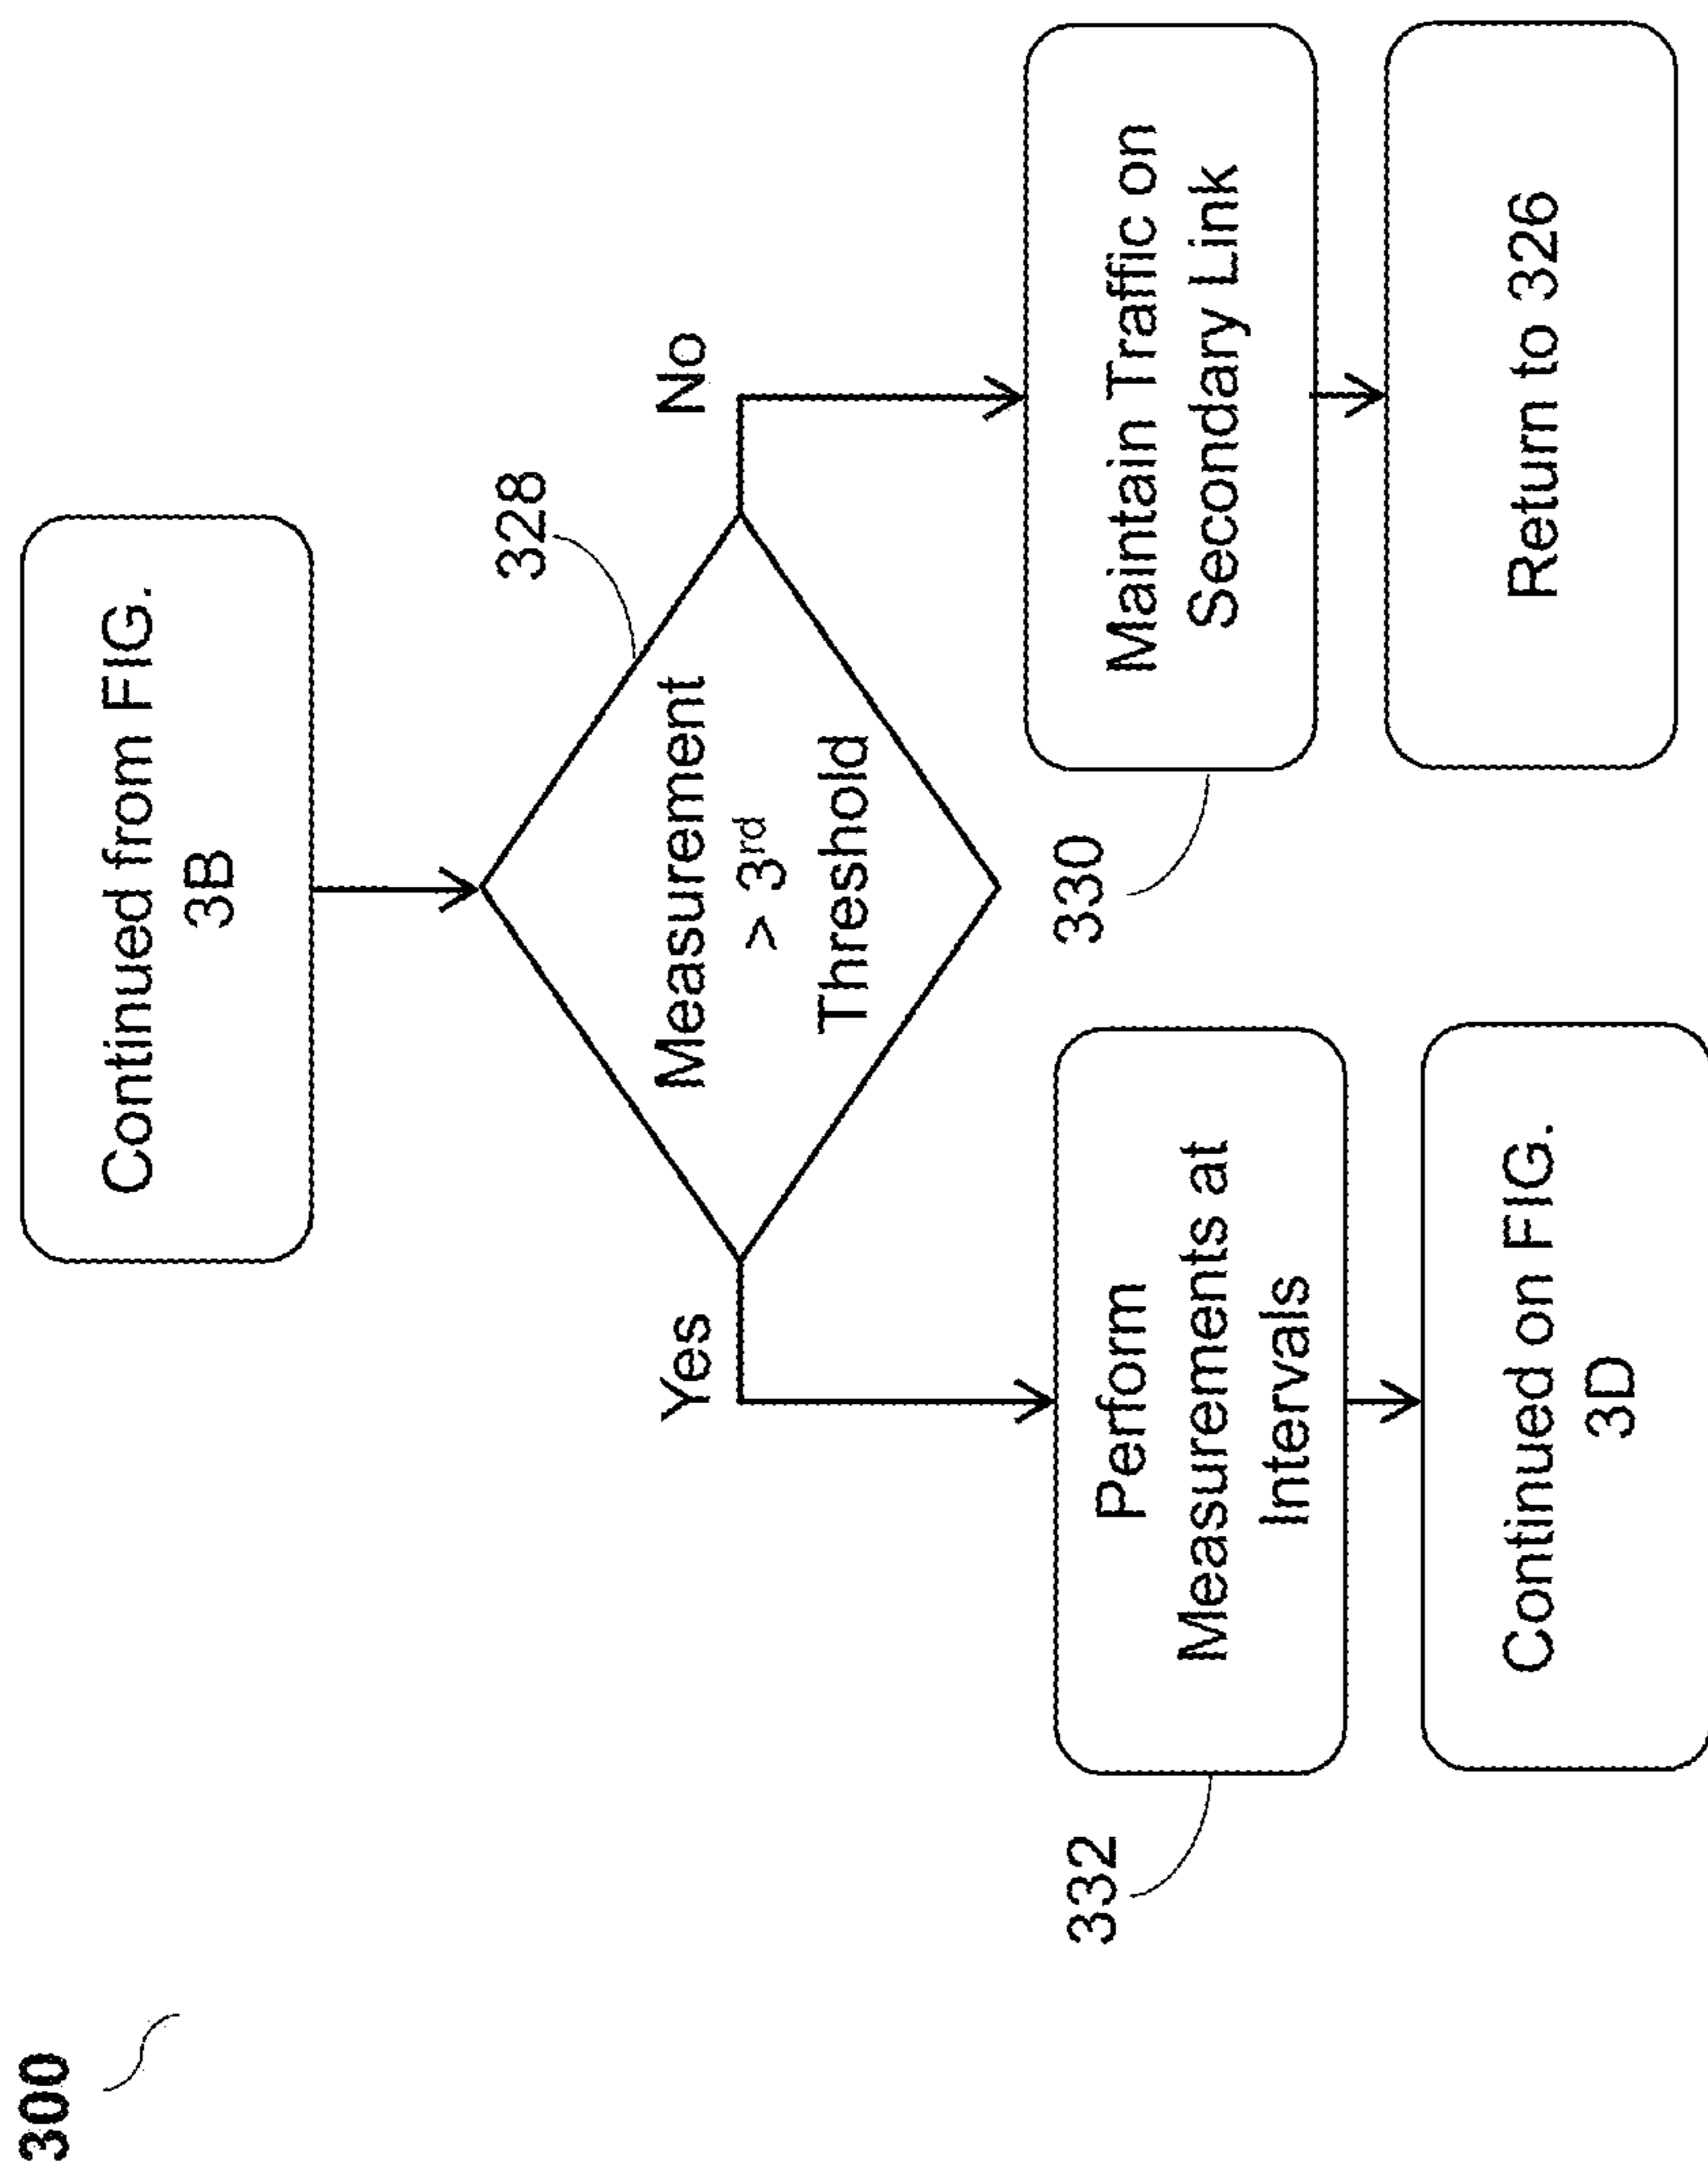 300
Continued from FIG.
3B
328
Measurement
> 3rd
Threshold
Yes
No
332
Perform
Measurements at
Intervals
330
Maintain Traffic on
Secondary Link
Continued on FIG.
3D
Return to 326